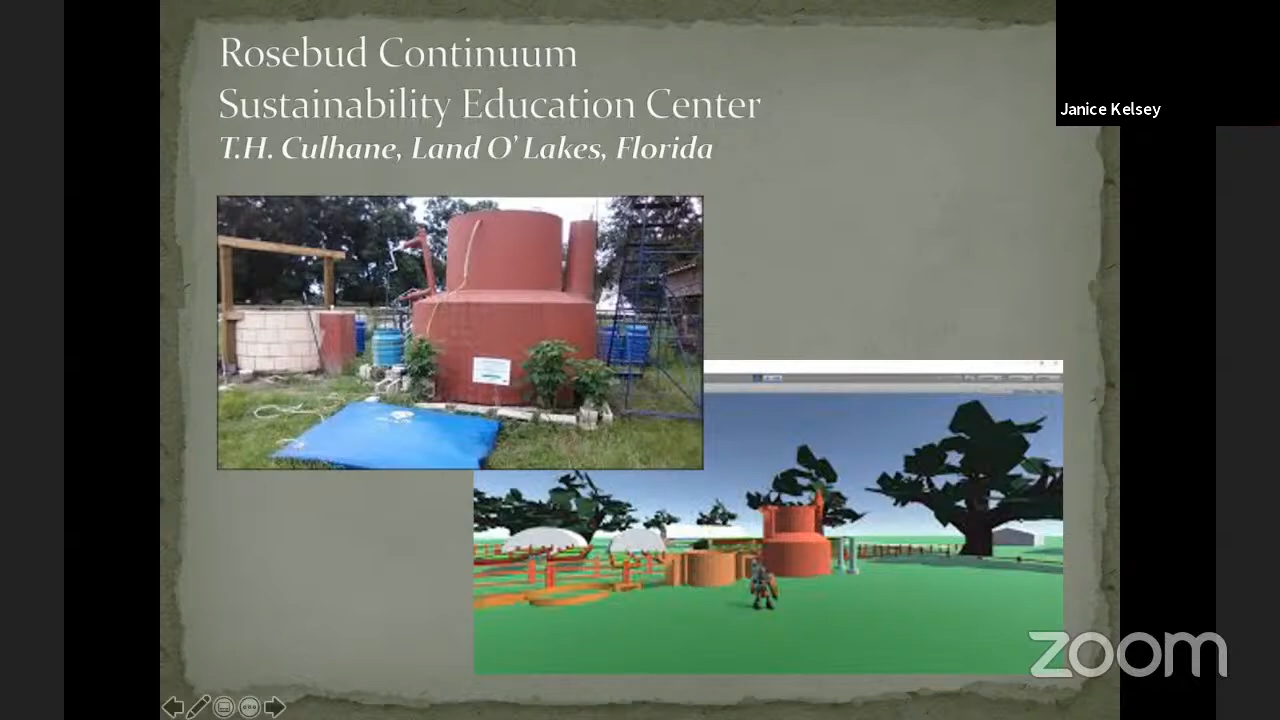 Rosebud Continuum
Sustainability Education Center
T.H. Culhane, Land O' Lakes, Florida
Janice Kelsey
zoom